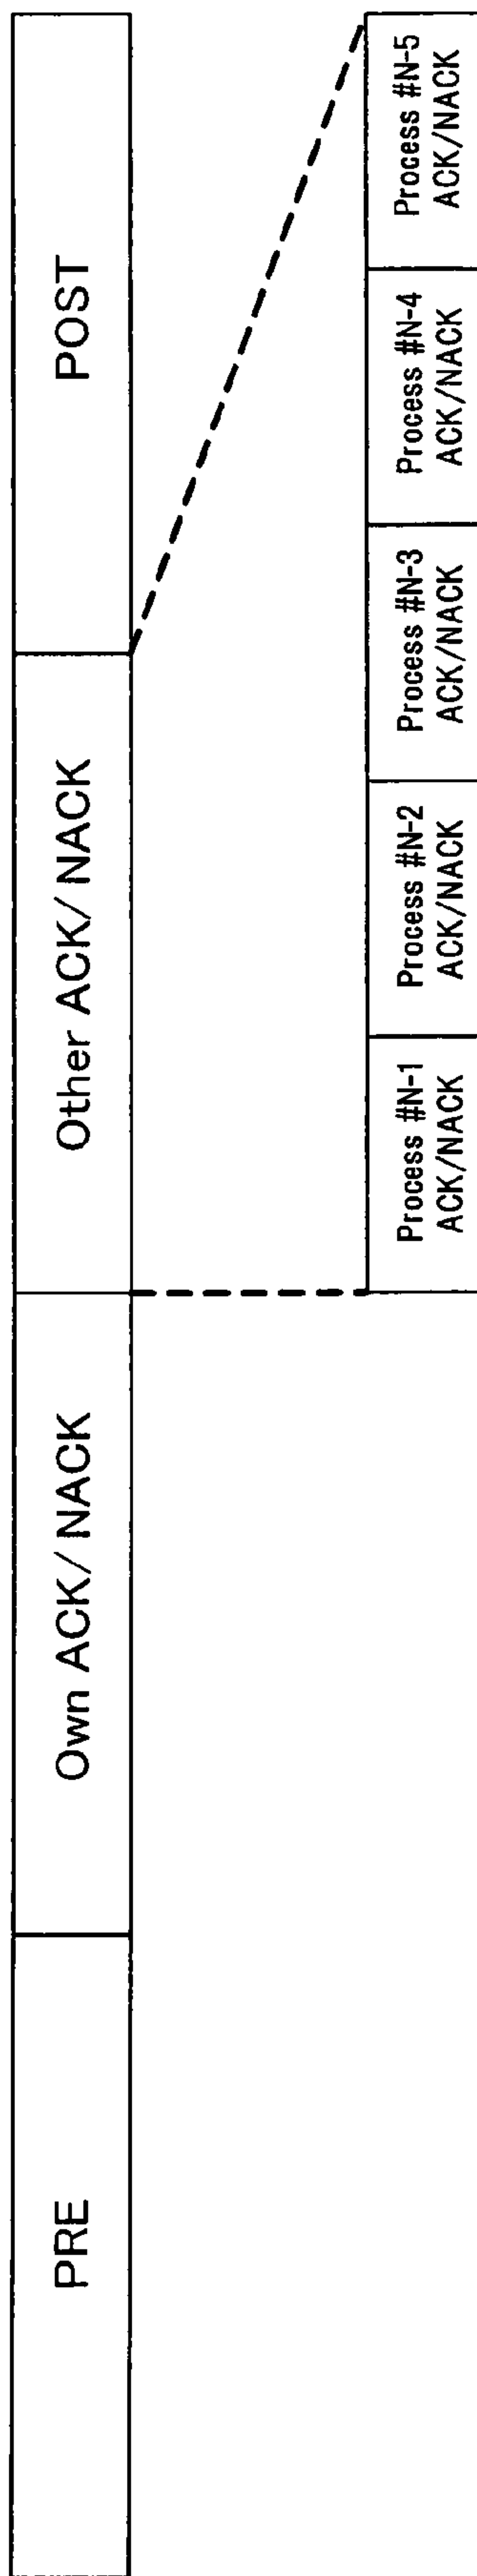 PRE
Own ACK/ NACK
Other ACK/ NACK
POST
Process #N-1
ACK/NACK
Process #N-2
ACK/NACK
Process #N-3
ACK/NACK
Process #N-4
ACK/NACK
Process #N-5
ACK/NACK